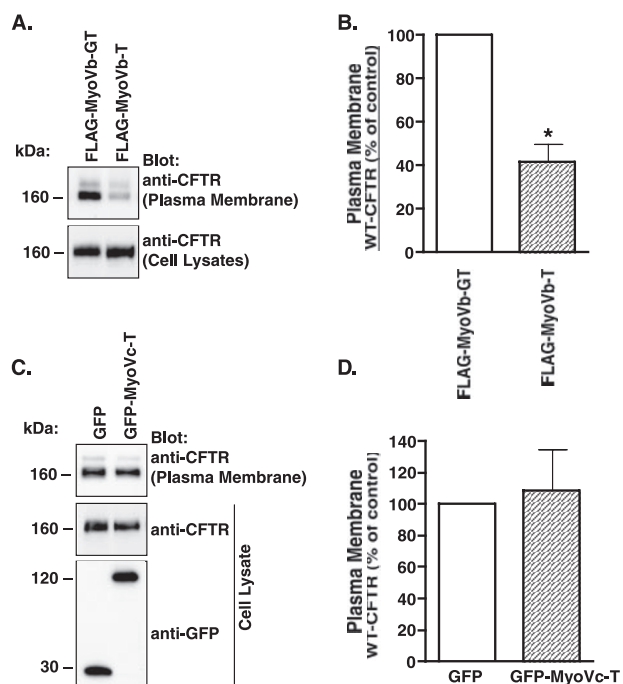 A.
FLAG-MyoVb-GT
FLAG-MyoVb-T
kDa:
Blot:
anti-CFTR
160 –
(Plasma Membrane)
160 –
anti-CFTR
(Cell Lysates)
B.
Plasma Membrane
WT-CFTR (% of control)
100
80
60
40
20
0
*
FLAG-MyoVb-GT
FLAG-MyoVb-T
C.
GFP
GFP-MyoVc-T
kDa:
Blot:
anti-CFTR
160 –
(Plasma Membrane)
160 –
anti-CFTR
120 –
anti-GFP
30 –
Cell Lysate
D.
Plasma Membrane
WT-CFTR (% of control)
140
120
100
80
60
40
20
0
GFP
GFP-MyoVc-T